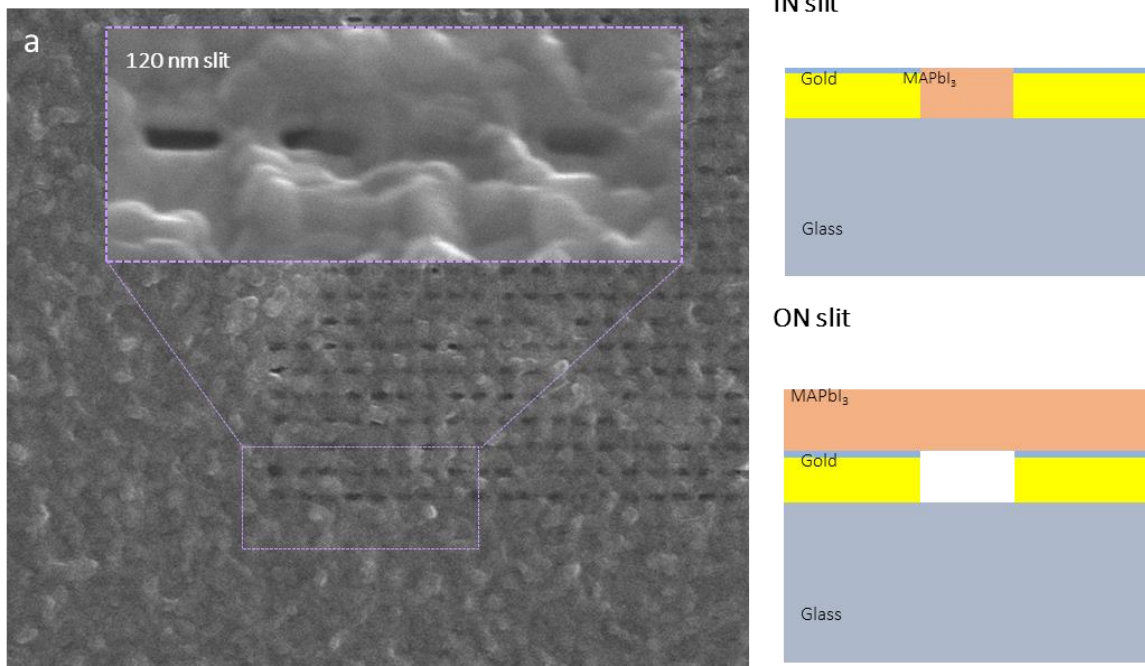 a
120 nm slit
IN slit
Gold
MAPbI₃
Glass
ON slit
MAPbI₃
Gold
Glass